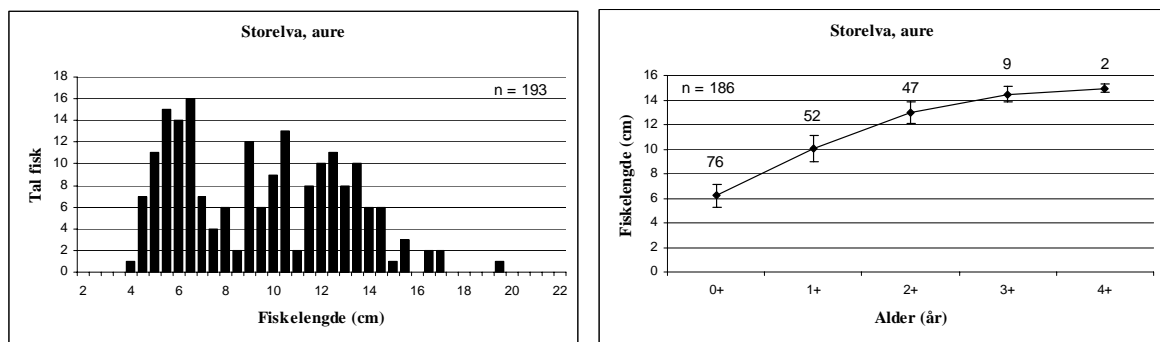 Storelva, aure
n = 193
Tal fisk
18
16
14
12
10
8
6
4
2
0
2 4 6 8 10 12 14 16 18 20 22
Fiskelengde (cm)
Storelva, aure
n = 186
76 52 47 9 2
Fiskelengde (cm)
16
14
12
10
8
6
4
2
0
0+ 1+ 2+ 3+ 4+
Alder (år)